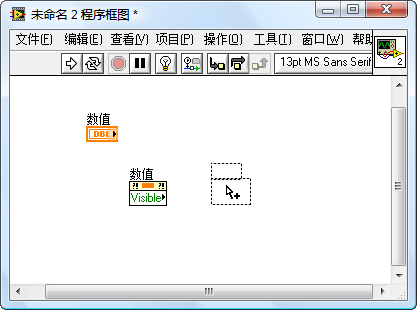 未命名 2 程序框图 *
文件(F) 编辑(E) 查看(V) 项目(P) 操作(O) 工具(T) 窗口(W) 帮助
13pt MS Sans Serif
2
数值
DBL
数值
?! ?!
Visible